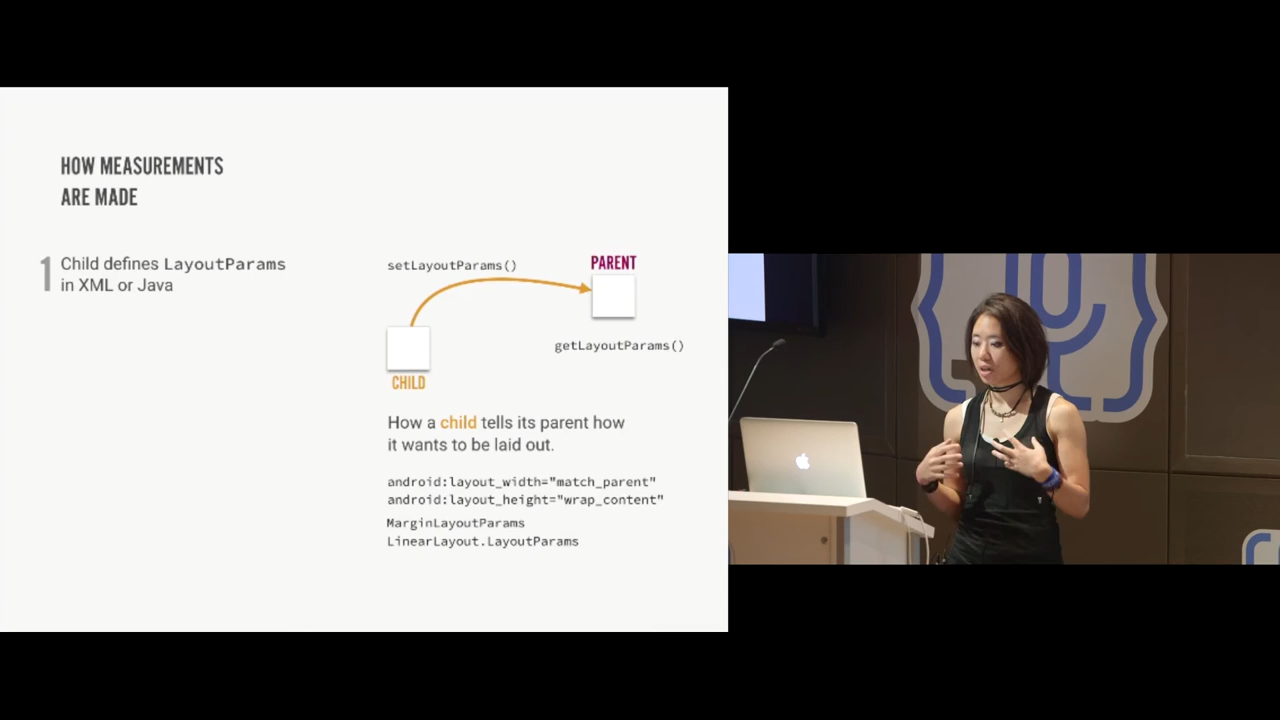 HOW MEASUREMENTS
ARE MADE
1 Child defines LayoutParams
in XML or Java
setLayoutParams()
PARENT
getLayoutParams()
CHILD
How a child tells its parent how
it wants to be laid out.
android:layout_width="match_parent"
android:layout_height="wrap_content"
MarginLayoutParams
LinearLayout.LayoutParams